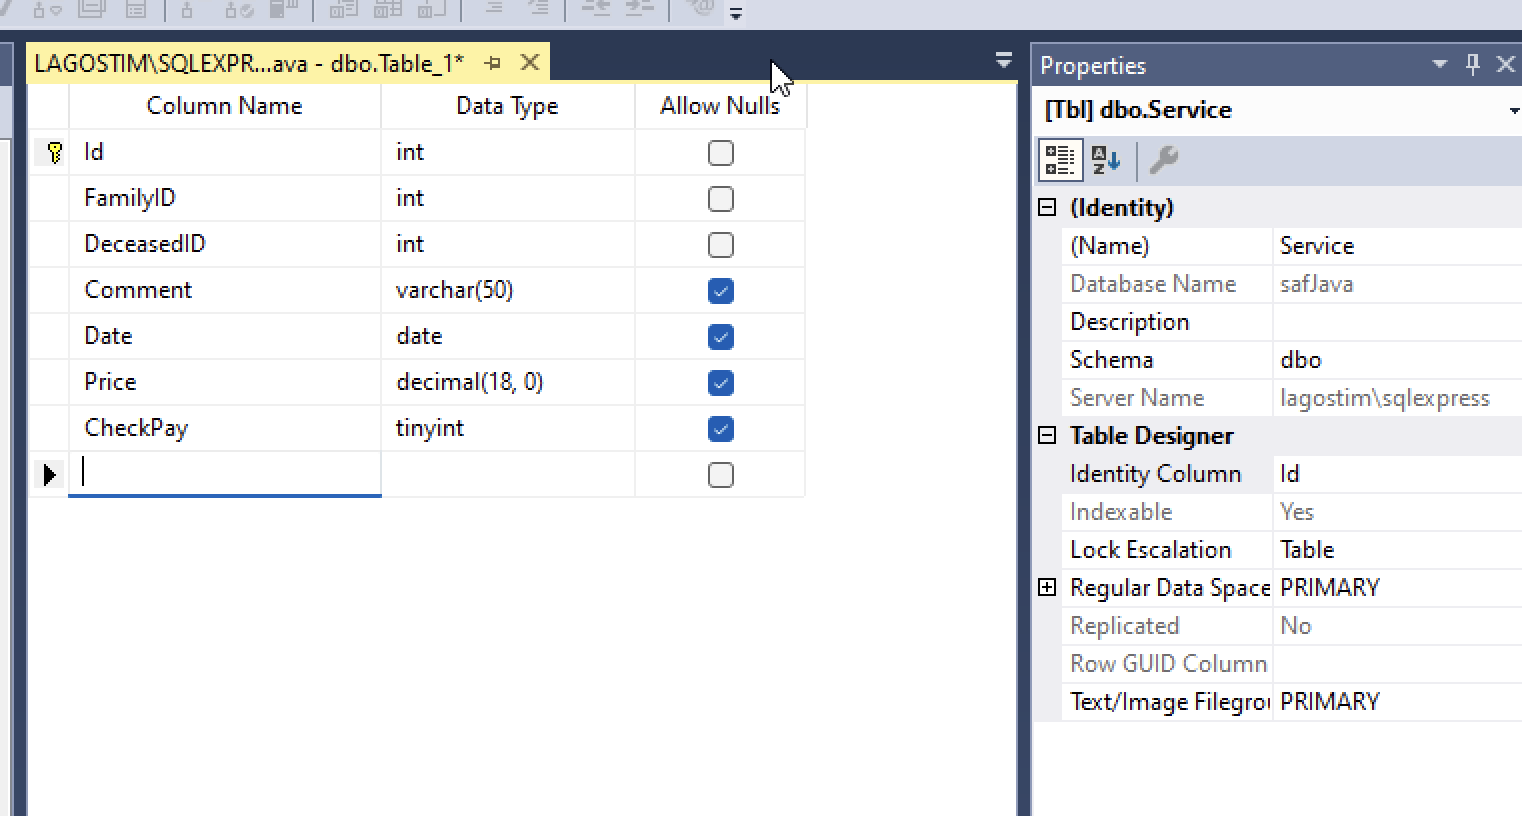 LAGOSTIM\SQLEXPR...ava - dbo.Table_1*
Column Name Data Type Allow Nulls
Id int
FamilyID int
DeceasedID int
Comment varchar(50)
Date date
Price decimal(18, 0)
CheckPay tinyint
Properties
[Tbl] dbo.Service
(Identity)
(Name) Service
Database Name safJava
Description
Schema dbo
Server Name lagostim\sqlexpress
Table Designer
Identity Column Id
Indexable Yes
Lock Escalation Table
Regular Data Space PRIMARY
Replicated No
Row GUID Column
Text/Image Filegrou PRIMARY